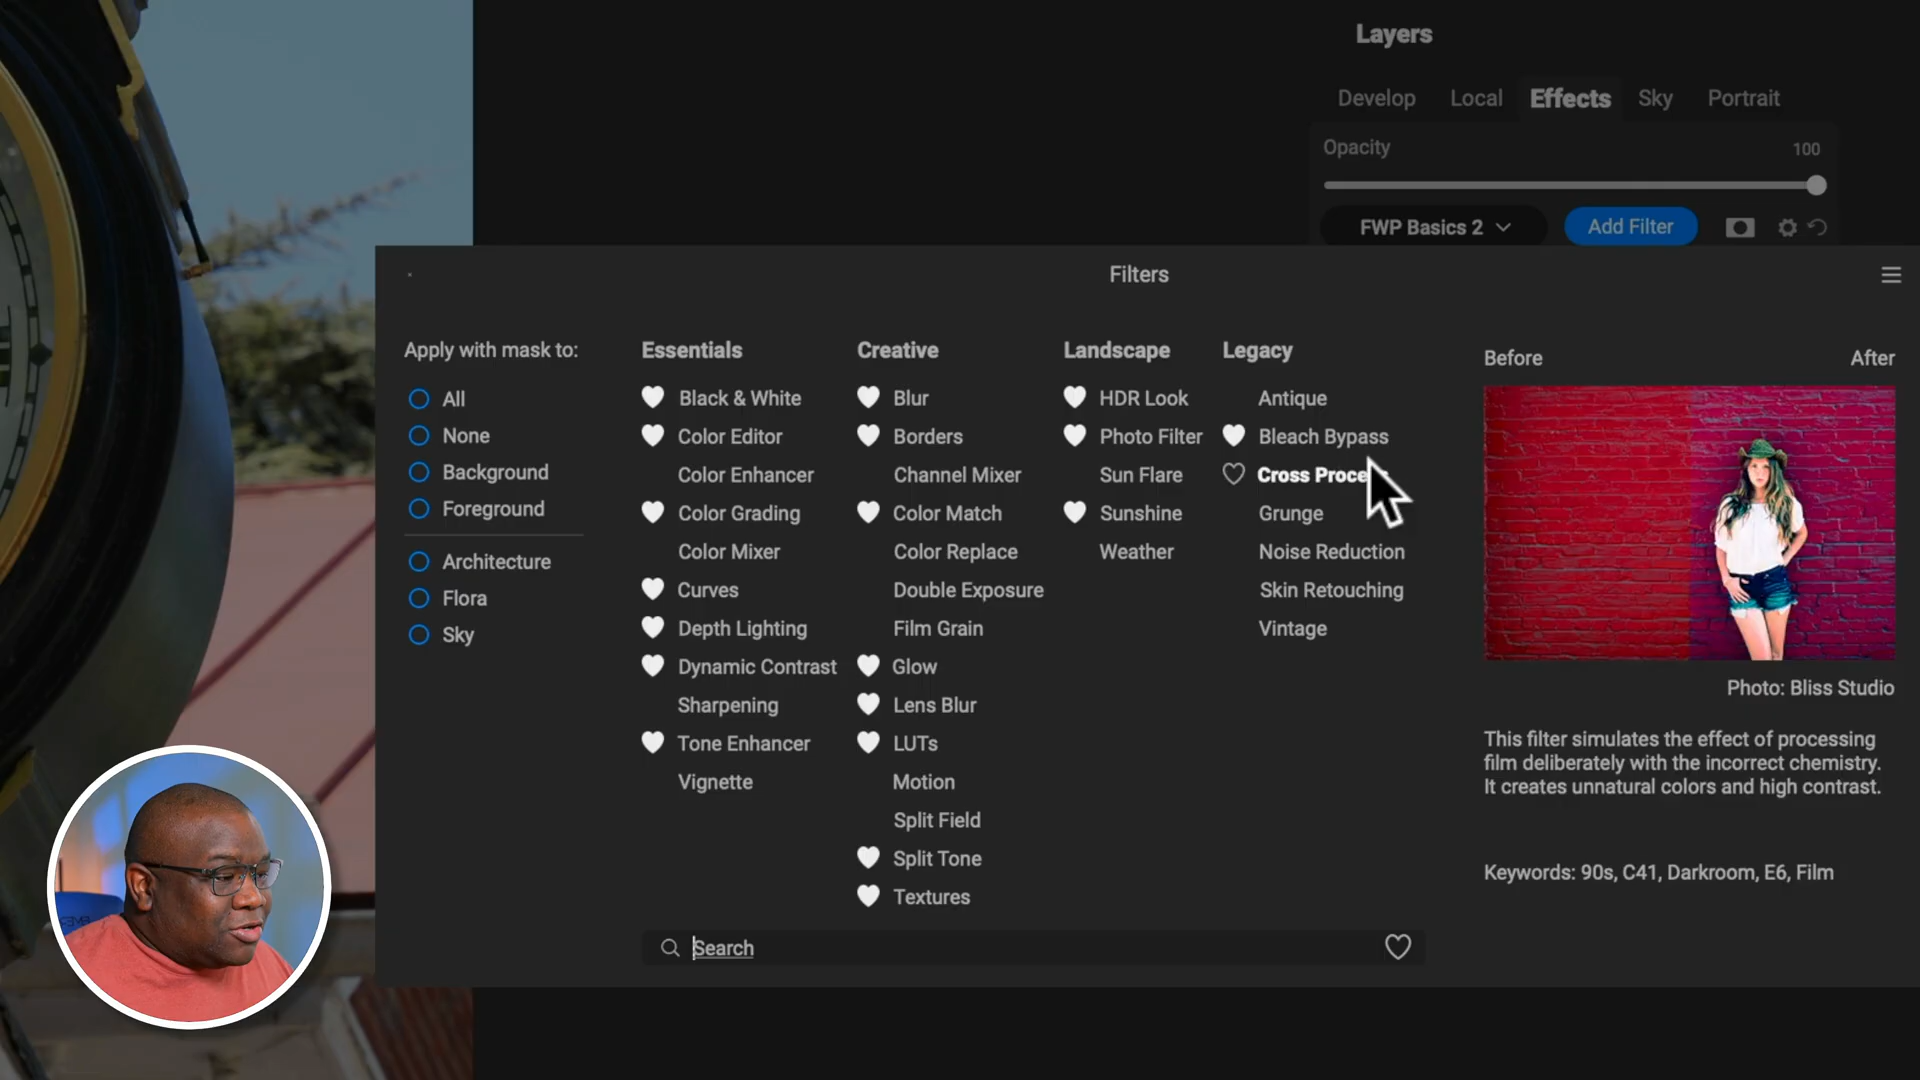 Layers
Develop Local Effects Sky Portrait
Opacity 100
FWP Basics 2 Add Filter
Filters
Apply with mask to:
All
None
Background
Foreground
Architecture
Flora
Sky
Essentials
Black & White
Color Editor
Color Enhancer
Color Grading
Color Mixer
Curves
Depth Lighting
Dynamic Contrast
Sharpening
Tone Enhancer
Vignette
Creative
Blur
Borders
Channel Mixer
Color Match
Color Replace
Double Exposure
Film Grain
Glow
Lens Blur
LUTs
Motion
Split Field
Split Tone
Textures
Landscape
HDR Look
Photo Filter
Sun Flare
Sunshine
Weather
Legacy
Antique
Bleach Bypass
Cross Proce
Grunge
Noise Reduction
Skin Retouching
Vintage
Before After
Photo: Bliss Studio
This filter simulates the effect of processing
film deliberately with the incorrect chemistry.
It creates unnatural colors and high contrast.
Keywords: 90s, C41, Darkroom, E6, Film
Search